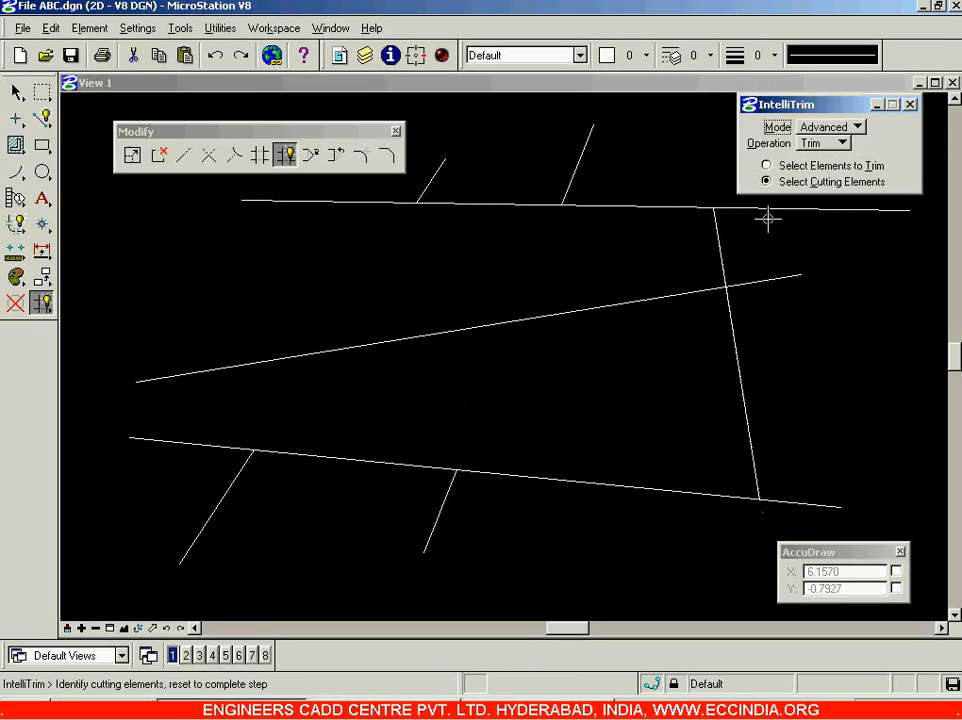 File ABC.dgn (2D - V8 DGN) - MicroStation V8
File Edit Element Settings Tools Utilities Workspace Window Help
Default 0 0 0
View 1
Modify
IntelliTrim
Mode Advanced
Operation Trim
Select Elements to Trim
Select Cutting Elements
AccuDraw
X: 6.1570
Y: -0.7927
Default Views 1 2 3 4 5 6 7 8
IntelliTrim > Identify cutting elements, reset to complete step Default
ENGINEERS CADD CENTRE PVT. LTD. HYDERABAD, INDIA, WWW.ECCINDIA.ORG